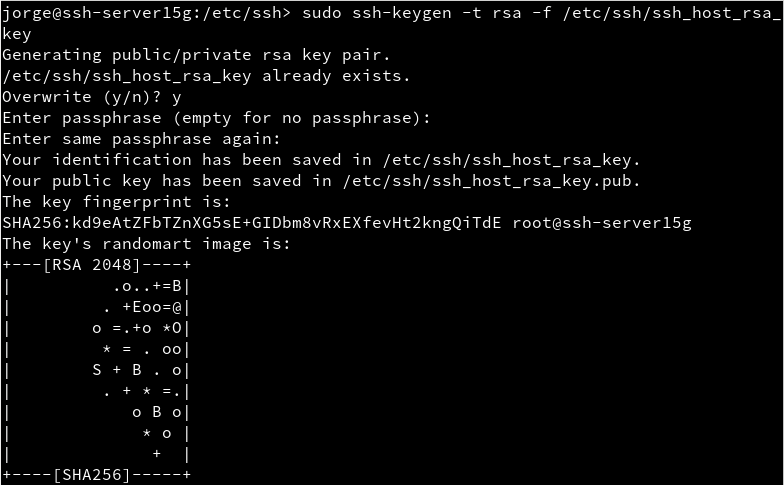 jorge@ssh-server15g:/etc/ssh> sudo ssh-keygen -t rsa -f /etc/ssh/ssh_host_rsa_
key
Generating public/private rsa key pair.
/etc/ssh/ssh_host_rsa_key already exists.
Overwrite (y/n)? y
Enter passphrase (empty for no passphrase):
Enter same passphrase again:
Your identification has been saved in /etc/ssh/ssh_host_rsa_key.
Your public key has been saved in /etc/ssh/ssh_host_rsa_key.pub.
The key fingerprint is:
SHA256:kd9eAtZFbTZnXG5sE+GIDbm8vRxEXfevHt2kngQiTdE root@ssh-server15g
The key's randomart image is:
+---[RSA 2048]----+
|          .o..+=B|
|         . +Eoo=@|
|        o =.+o *O|
|         * = . oo|
|        S + B . o|
|         . + * =.|
|            o B o|
|             * o |
|              +  |
+----[SHA256]-----+